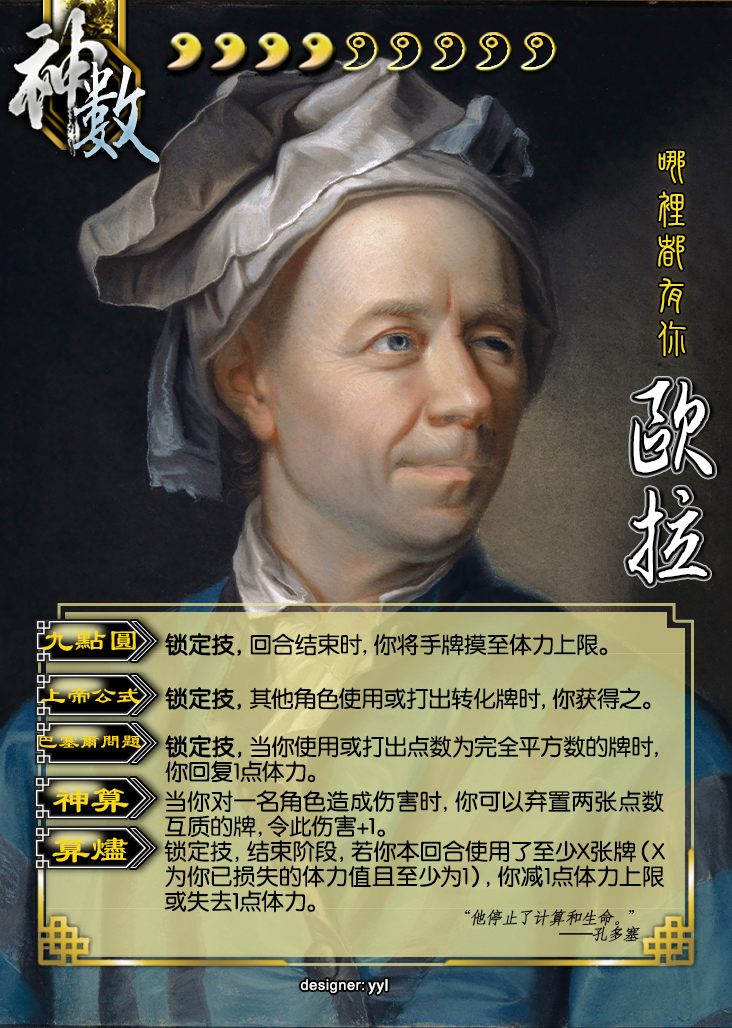 神
數
哪裡都有你
歐拉
九點圓
锁定技，回合结束时，你将手牌摸至体力上限。
上帝公式
锁定技，其他角色使用或打出转化牌时，你获得之。
巴塞爾問題
锁定技，当你使用或打出点数为完全平方数的牌时，
你回复1点体力。
神算
当你对一名角色造成伤害时，你可以弃置两张点数
互质的牌，令此伤害+1。
算燼
锁定技，结束阶段，若你本回合使用了至少X张牌（X
为你已损失的体力值且至少为1），你减1点体力上限
或失去1点体力。
“他停止了计算和生命。”
——孔多塞
designer: yyl